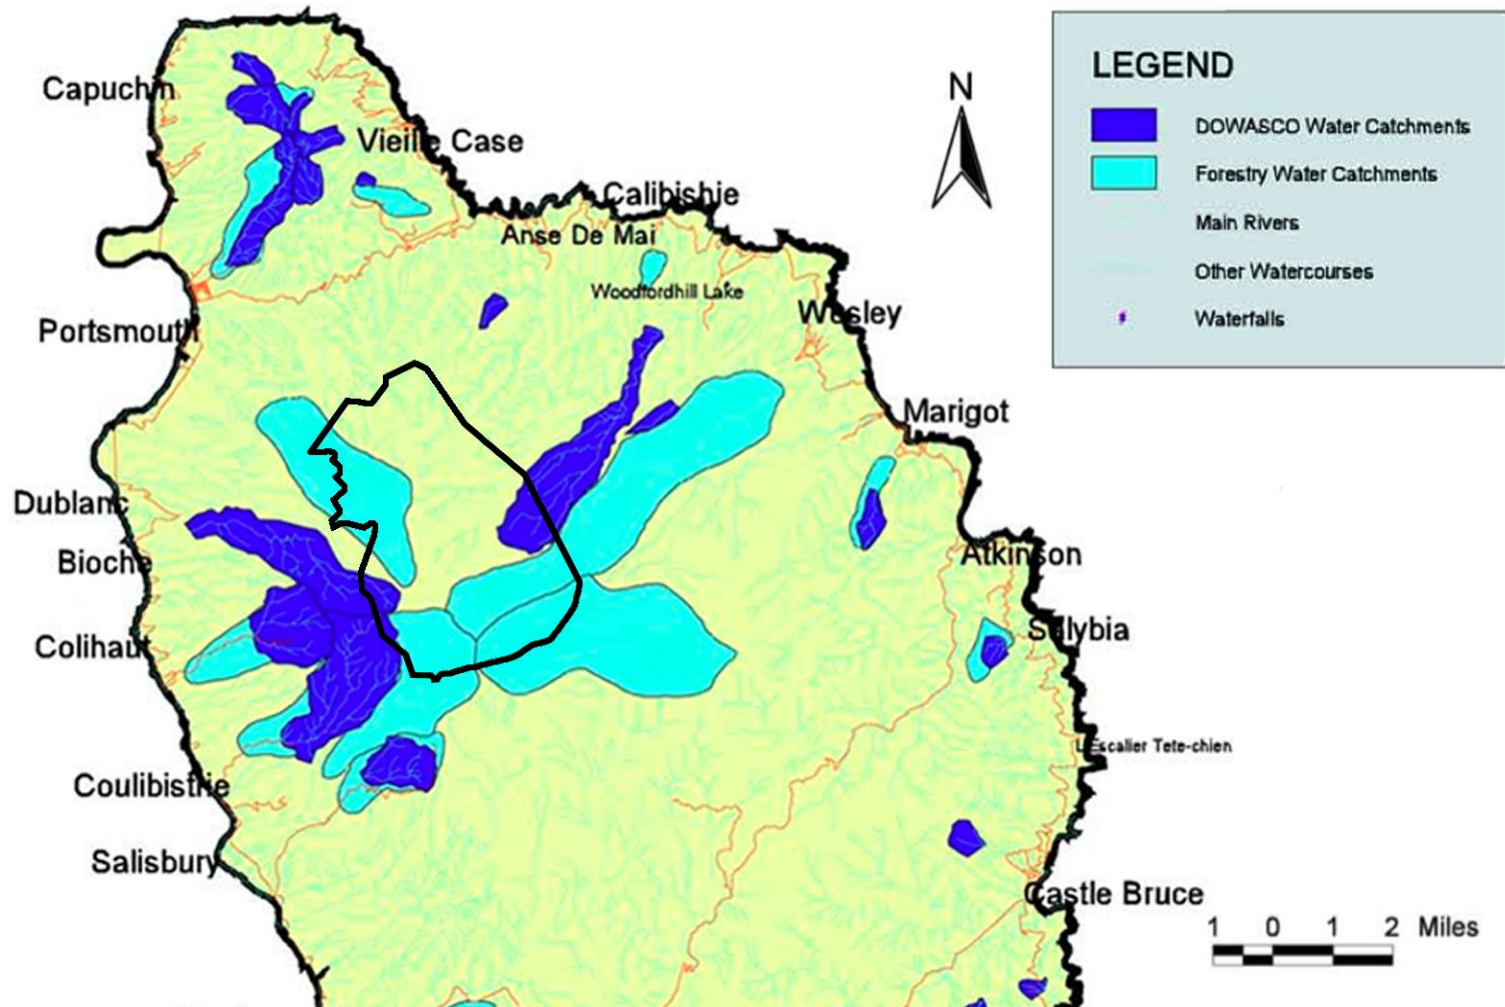 Capuchin
Vieille Case
Calibishie
Anse De Mai
Woodfordhill Lake
Portsmouth
Wesley
Marigot
Dublanc
Bioche
Atkinson
Colihaut
Salybia
L'Escalier Tete-chien
Coulibistrie
Salisbury
Castle Bruce
N
LEGEND
DOWASCO Water Catchments
Forestry Water Catchments
Main Rivers
Other Watercourses
Waterfalls
1 0 1 2 Miles